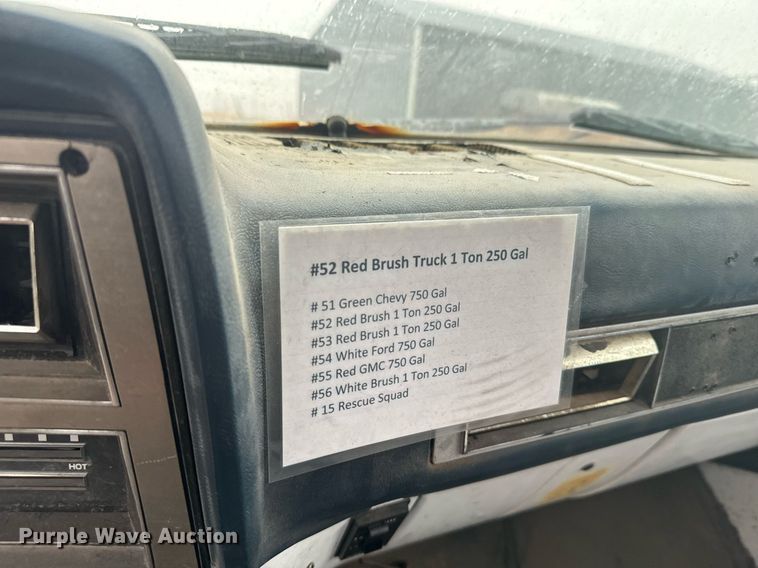 #52 Red Brush Truck 1 Ton 250 Gal
# 51 Green Chevy 750 Gal
#52 Red Brush 1 Ton 250 Gal
#53 Red Brush 1 Ton 250 Gal
#54 White Ford 750 Gal
#55 Red GMC 750 Gal
#56 White Brush 1 Ton 250 Gal
# 15 Rescue Squad
HOT
Purple Wave Auction